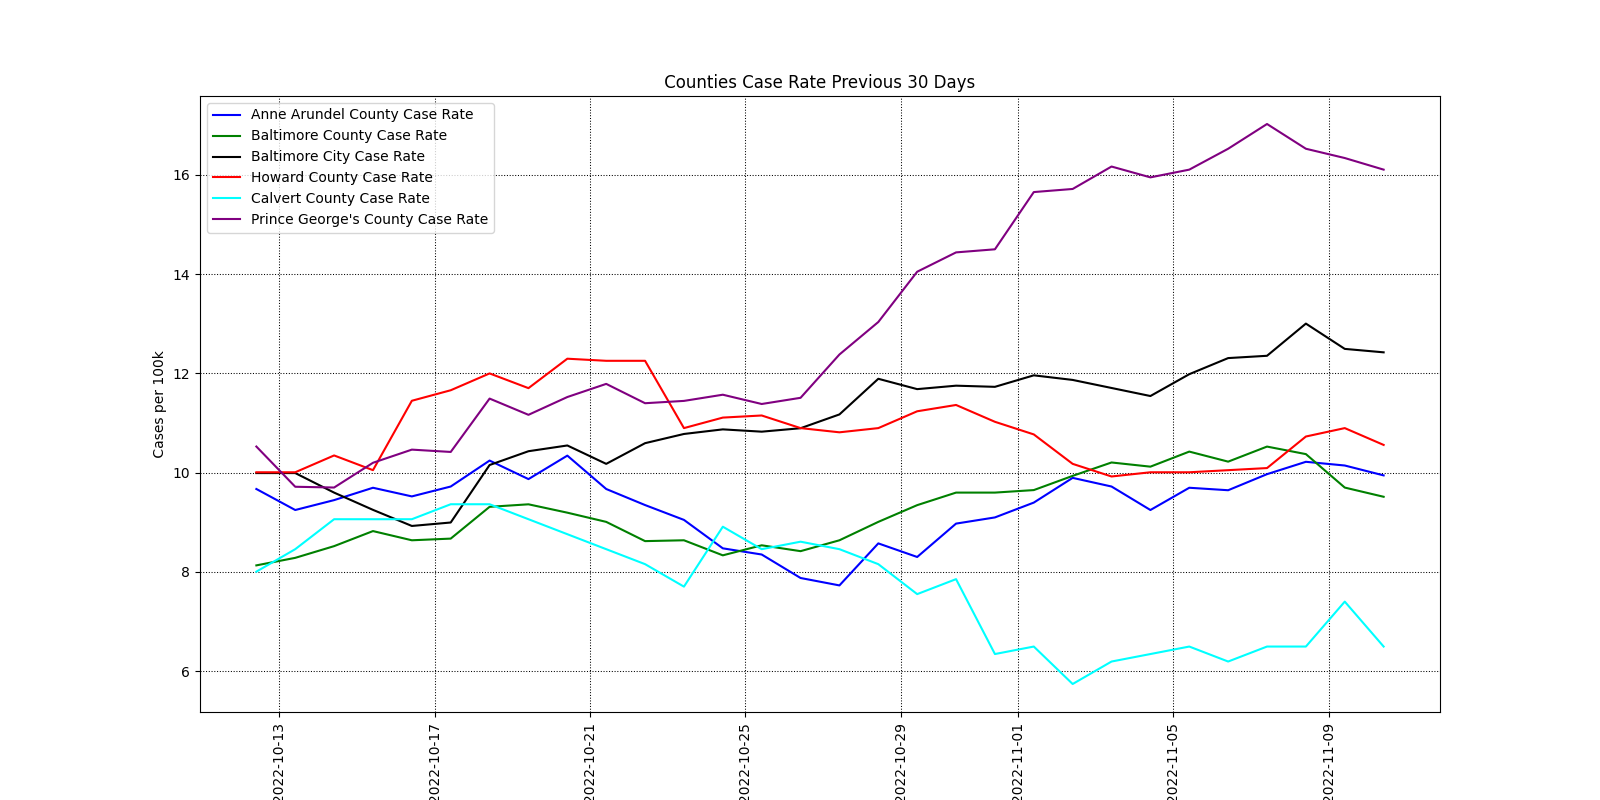 Counties Case Rate Previous 30 Days
Anne Arundel County Case Rate
Baltimore County Case Rate
Baltimore City Case Rate
Howard County Case Rate
Calvert County Case Rate
Prince George's County Case Rate
Cases per 100k
16
14
12
10
8
6
2022-10-13
2022-10-17
2022-10-21
2022-10-25
2022-10-29
2022-11-01
2022-11-05
2022-11-09